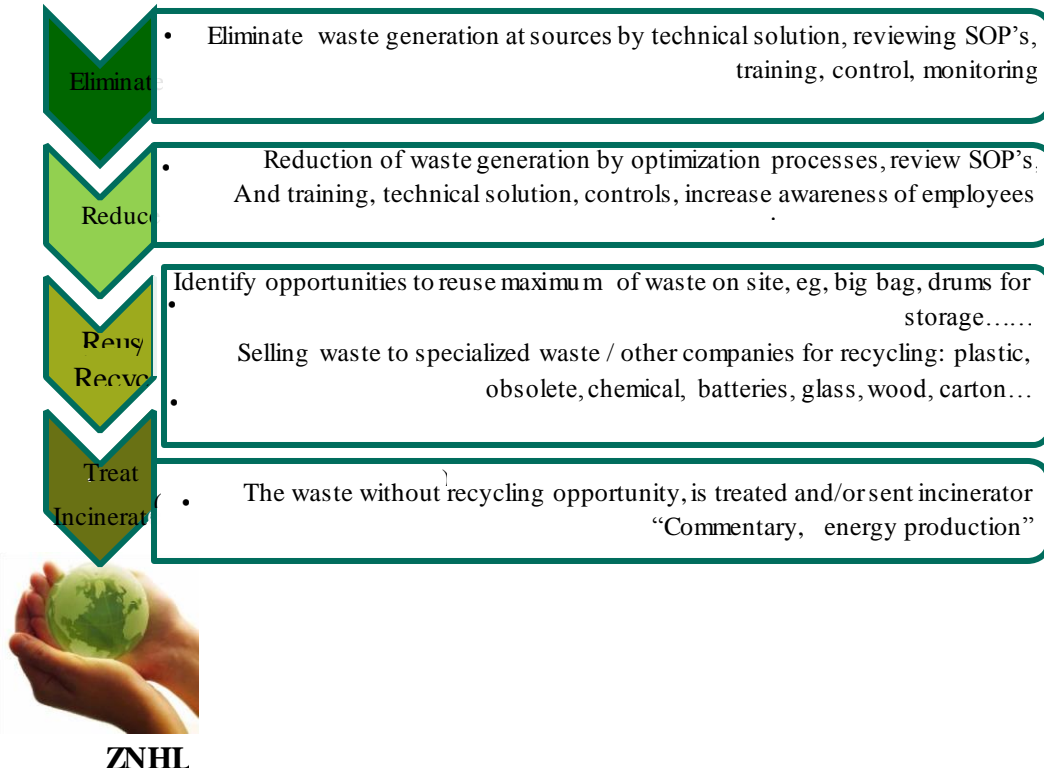 Eliminate
• Eliminate waste generation at sources by technical solution, reviewing SOP’s,
training, control, monitoring
Reduce
• Reduction of waste generation by optimization processes, review SOP’s,
And training, technical solution, controls, increase awareness of employees
.
Reus/
Recyc
• Identify opportunities to reuse maximum of waste on site, eg, big bag, drums for
storage……
• Selling waste to specialized waste / other companies for recycling: plastic,
obsolete, chemical, batteries, glass, wood, carton…
Treat
Incinerat
• The waste without recycling opportunity, is treated and/or sent incinerator
“Commentary, energy production”
ZNHL